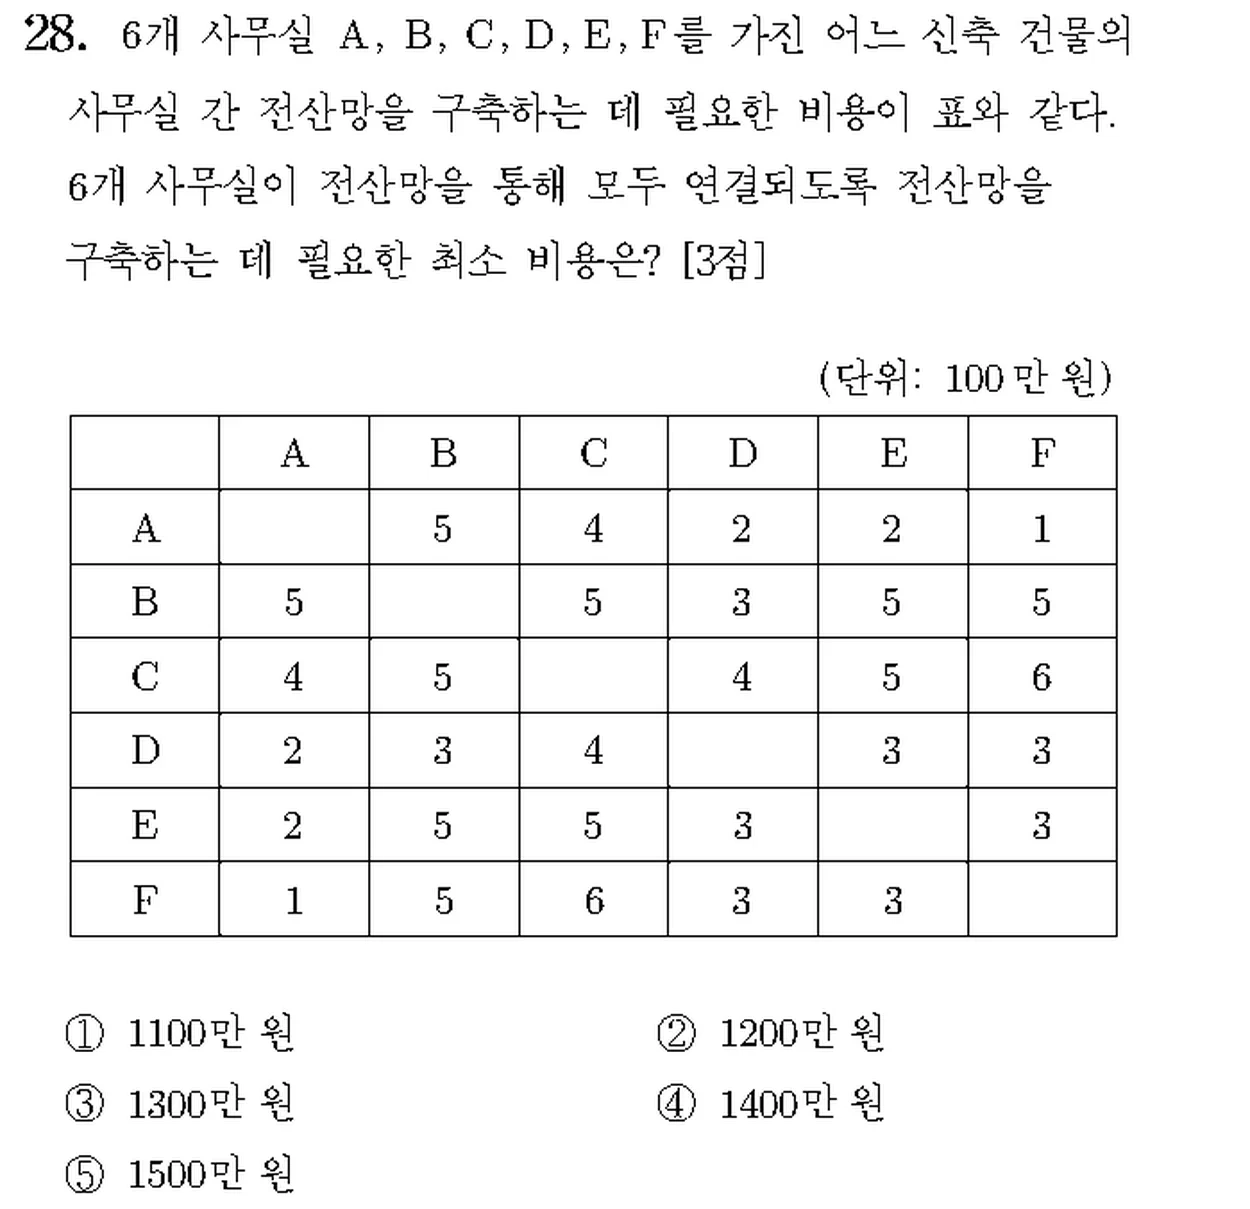 28. 6개 사무실 A, B, C, D, E, F를 가진 어느 신축 건물의
사무실 간 전산망을 구축하는 데 필요한 비용이 표와 같다.
6개 사무실이 전산망을 통해 모두 연결되도록 전산망을
구축하는 데 필요한 최소 비용은? [3점]
(단위: 100만 원)
A B C D E F
A 5 4 2 2 1
B 5 5 3 5 5
C 4 5 4 5 6
D 2 3 4 3 3
E 2 5 5 3 3
F 1 5 6 3 3
① 1100만 원 ② 1200만 원
③ 1300만 원 ④ 1400만 원
⑤ 1500만 원